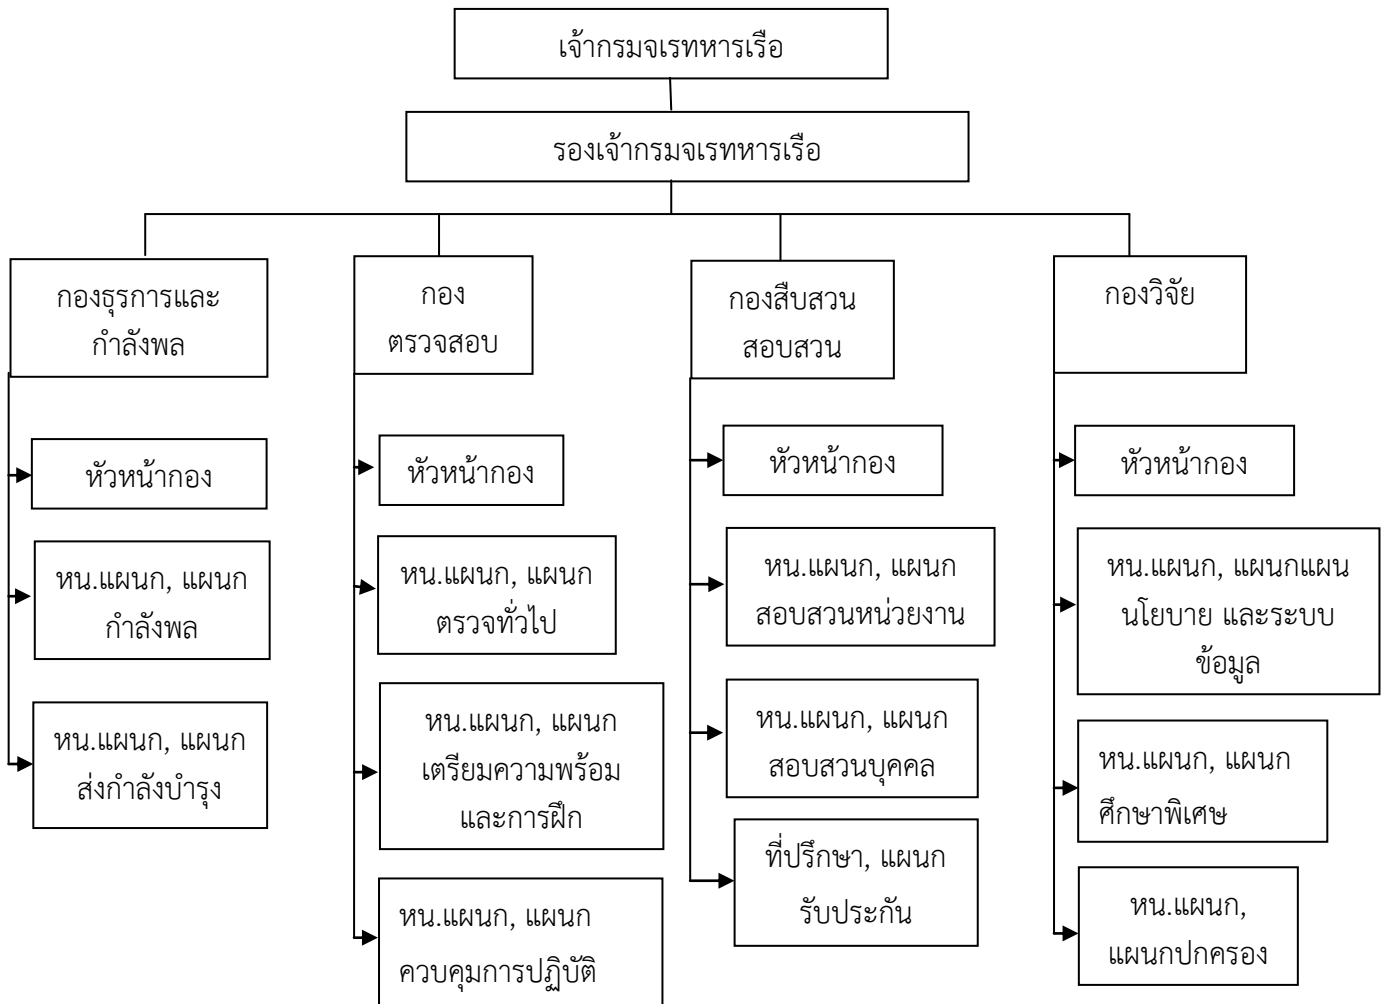 เจ้ากรมจเรทหารเรือ
รองเจ้ากรมจเรทหารเรือ
กองธุรการและ
กำลังพล
หัวหน้ากอง
หน.แผนก, แผนก
กำลังพล
หน.แผนก, แผนก
ส่งกำลังบำรุง
กอง
ตรวจสอบ
หัวหน้ากอง
หน.แผนก, แผนก
ตรวจทั่วไป
หน.แผนก, แผนก
เตรียมความพร้อม
และการฝึก
หน.แผนก, แผนก
ควบคุมการปฏิบัติ
กองสืบสวน
สอบสวน
หัวหน้ากอง
หน.แผนก, แผนก
สอบสวนหน่วยงาน
หน.แผนก, แผนก
สอบสวนบุคคล
ที่ปรึกษา, แผนก
รับประกัน
กองวิจัย
หัวหน้ากอง
หน.แผนก, แผนกแผน
นโยบาย และระบบ
ข้อมูล
หน.แผนก, แผนก
ศึกษาพิเศษ
หน.แผนก,
แผนกปกครอง